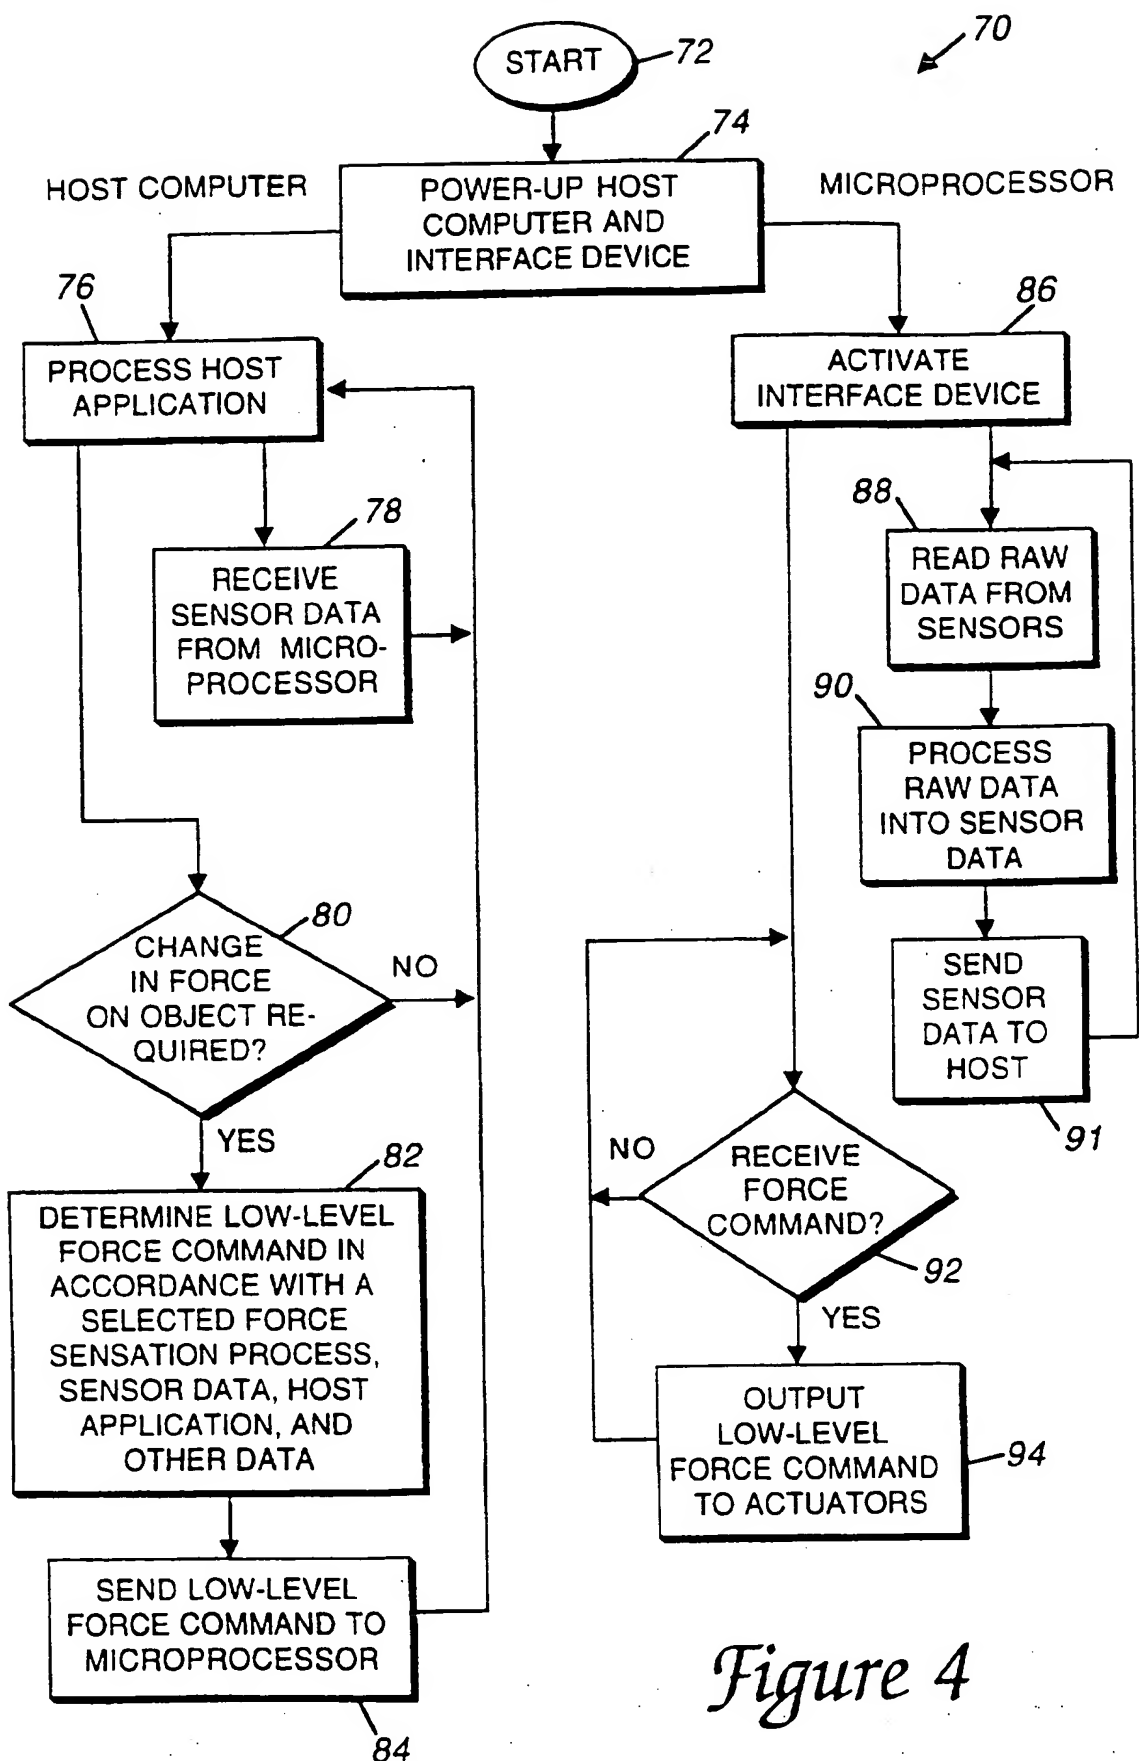 70
START
72
74
HOST COMPUTER
POWER-UP HOST
COMPUTER AND
INTERFACE DEVICE
MICROPROCESSOR
76
PROCESS HOST
APPLICATION
86
ACTIVATE
INTERFACE DEVICE
78
RECEIVE
SENSOR DATA
FROM MICRO-
PROCESSOR
88
READ RAW
DATA FROM
SENSORS
90
PROCESS
RAW DATA
INTO SENSOR
DATA
80
CHANGE
IN FORCE
ON OBJECT RE-
QUIRED?
NO
YES
SEND
SENSOR
DATA TO
HOST
91
82
DETERMINE LOW-LEVEL
FORCE COMMAND IN
ACCORDANCE WITH A
SELECTED FORCE
SENSATION PROCESS,
SENSOR DATA, HOST
APPLICATION, AND
OTHER DATA
NO
RECEIVE
FORCE
COMMAND?
92
YES
OUTPUT
LOW-LEVEL
FORCE COMMAND
TO ACTUATORS
94
SEND LOW-LEVEL
FORCE COMMAND TO
MICROPROCESSOR
84
Figure 4